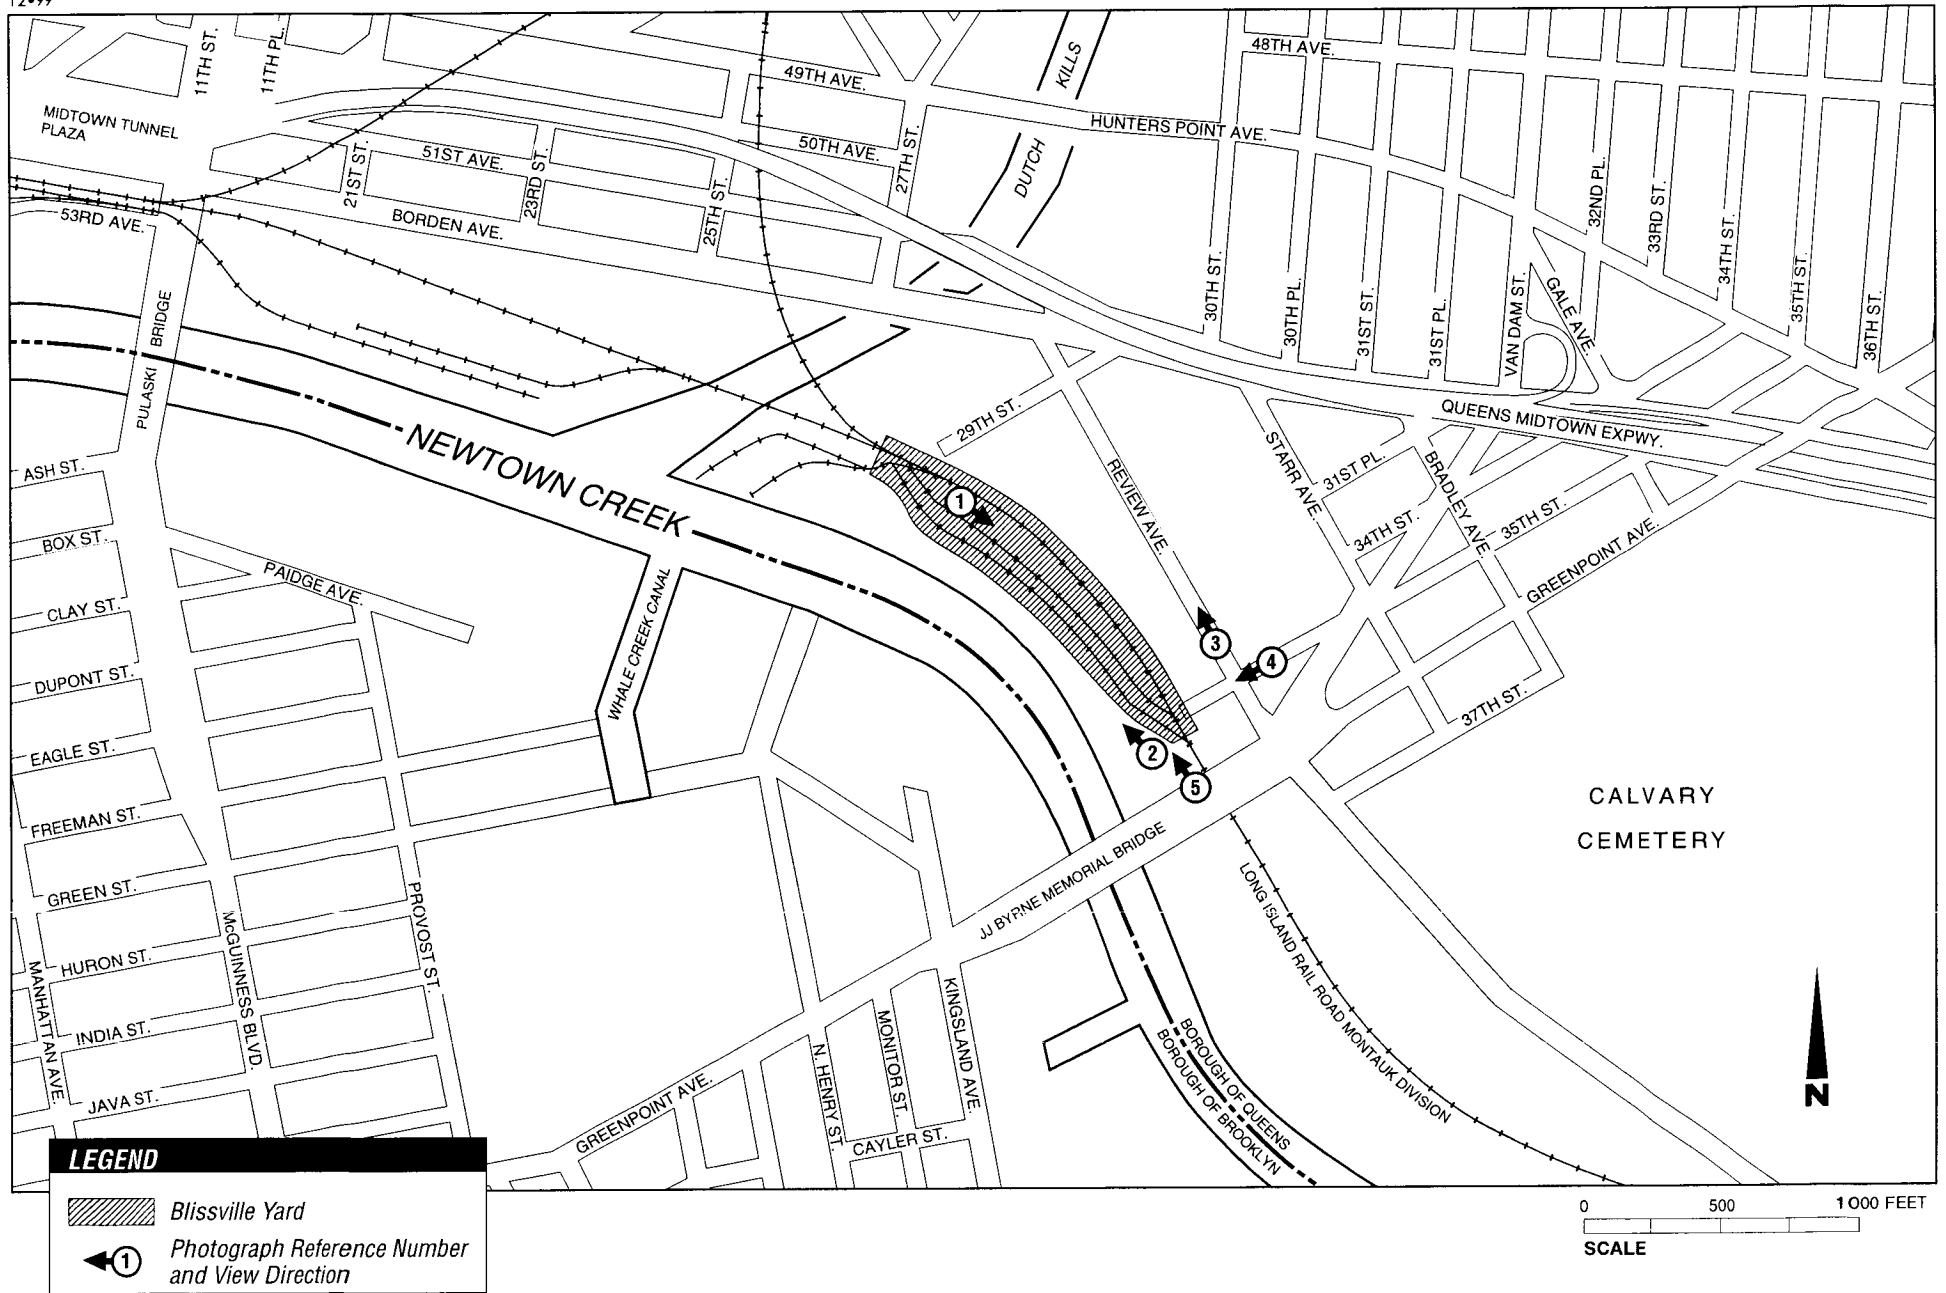 12•99
11TH ST.
11TH PL.
MIDTOWN TUNNEL
PLAZA
49TH AVE.
KILLS
DUTCH
48TH AVE.
HUNTERS POINT AVE.
51ST AVE.
50TH AVE.
27TH ST.
21ST ST.
23RD ST.
25TH ST.
53RD AVE.
BORDEN AVE.
32ND PL.
33RD ST.
34TH ST.
35TH ST.
36TH ST.
30TH ST.
30TH PL.
31ST ST.
31ST PL.
VAN DAM ST.
GALE AVE.
PULASKI BRIDGE
QUEENS MIDTOWN EXPWY.
29TH ST.
NEWTOWN CREEK
REVIEW AVE.
STARR AVE.
31ST PL.
BRADLEY AVE.
34TH ST.
35TH ST.
GREENPOINT AVE.
37TH ST.
ASH ST.
BOX ST.
PAIDGE AVE.
CLAY ST.
DUPONT ST.
EAGLE ST.
FREEMAN ST.
GREEN ST.
HURON ST.
INDIA ST.
JAVA ST.
WHALE CREEK CANAL
1
3
4
2
5
CALVARY
CEMETERY
JJ BYRNE MEMORIAL BRIDGE
LONG ISLAND RAIL ROAD MONTAUK DIVISION
MANHATTAN AVE.
McGUINNESS BLVD.
PROVOST ST.
GREENPOINT AVE.
N. HENRY ST.
MONITOR ST.
KINGSLAND AVE.
CAYLER ST.
BOROUGH OF QUEENS
BOROUGH OF BROOKLYN
N
LEGEND
Blissville Yard
1
Photograph Reference Number
and View Direction
0 500 1000 FEET
SCALE